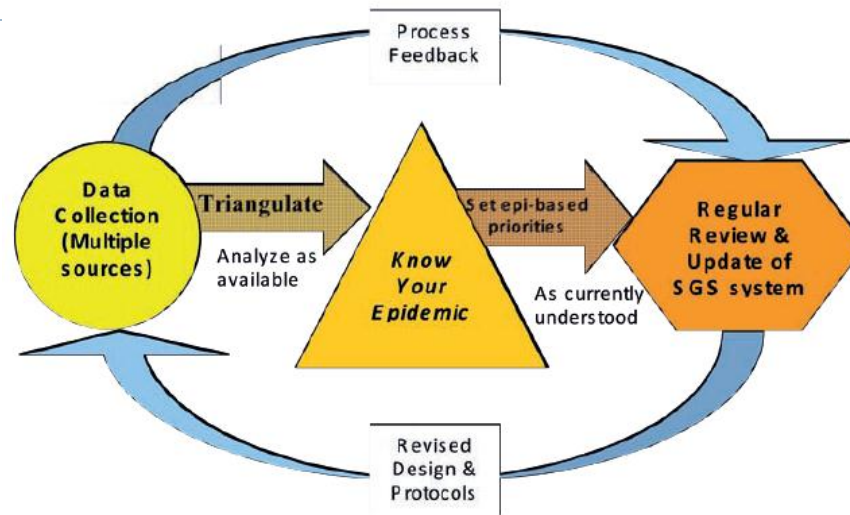 Process
Feedback
Data
Collection
(Multiple
sources)
Triangulate
Analyze as
available
Know
Your
Epidemic
Set epi-based
priorities
As currently
understood
Regular
Review &
Update of
SGS system
Revised
Design &
Protocols